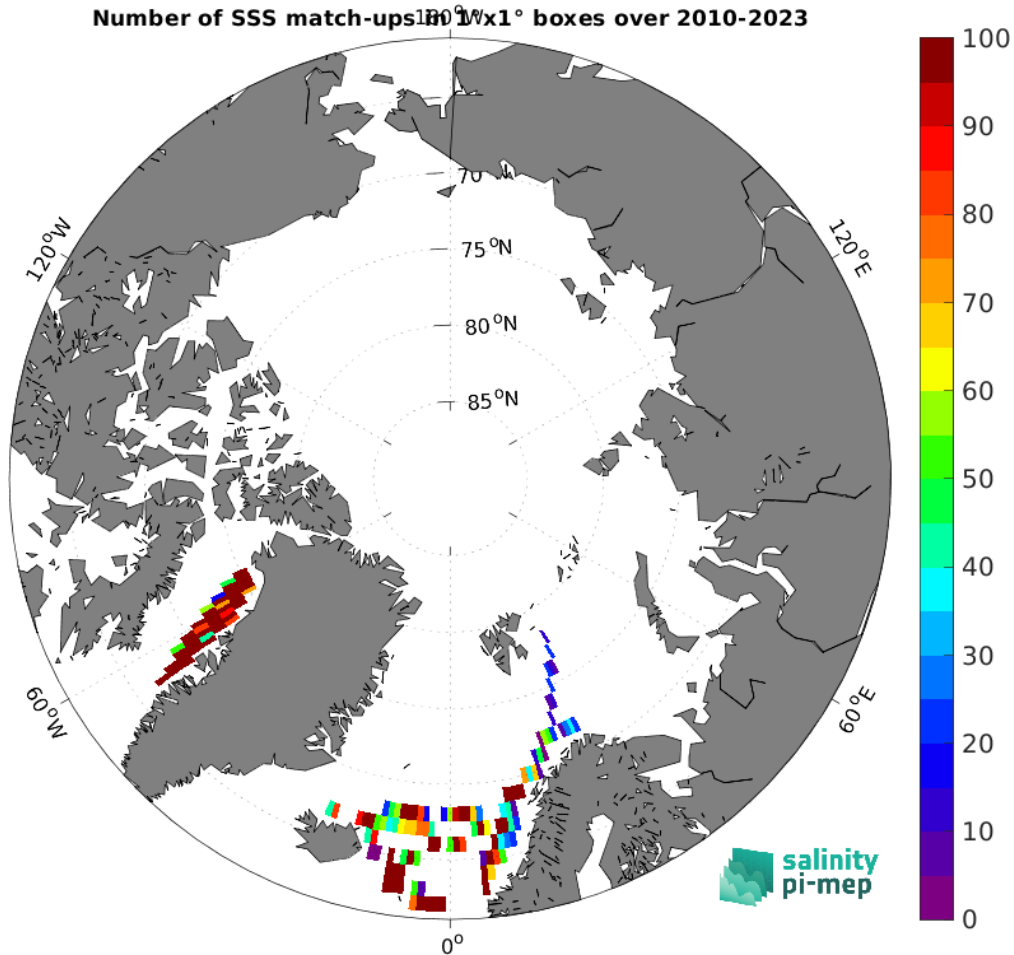 Number of SSS match-ups in 1°x1° boxes over 2010-2023
180°W
120°W
120°E
70°N
75°N
80°N
85°N
60°W
60°E
0°
100
90
80
70
60
50
40
30
20
10
0
salinity
pi-mep